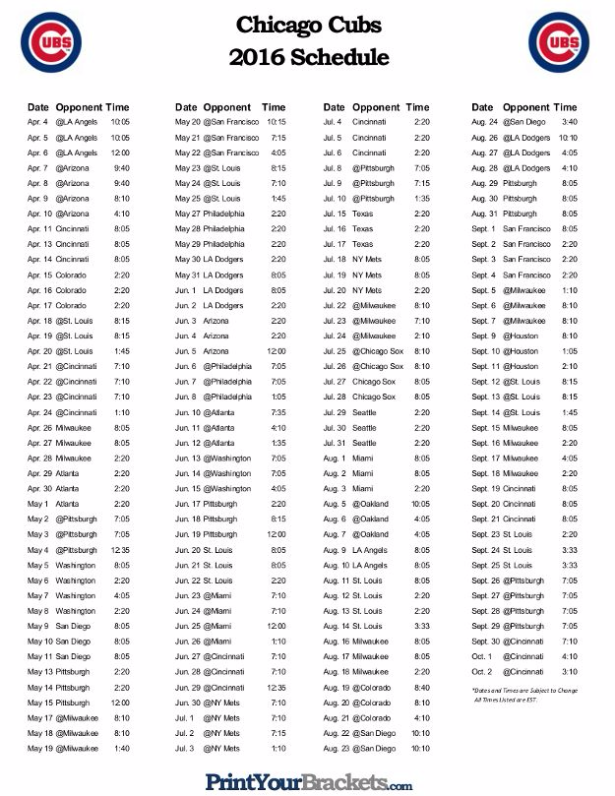 CUBS
Chicago Cubs
2016 Schedule
CUBS
Date Opponent Time
Apr. 4 @LA Angels 10:05
Apr. 5 @LA Angels 10:05
Apr. 6 @LA Angels 12:00
Apr. 7 @Arizona 9:40
Apr. 8 @Arizona 9:40
Apr. 9 @Arizona 8:10
Apr. 10 @Arizona 4:10
Apr. 11 Cincinnati 8:05
Apr. 13 Cincinnati 8:05
Apr. 14 Cincinnati 8:05
Apr. 15 Colorado 2:20
Apr. 16 Colorado 2:20
Apr. 17 Colorado 2:20
Apr. 18 @St. Louis 8:15
Apr. 19 @St. Louis 8:15
Apr. 20 @St. Louis 1:45
Apr. 21 @Cincinnati 7:10
Apr. 22 @Cincinnati 7:10
Apr. 23 @Cincinnati 7:10
Apr. 24 @Cincinnati 1:10
Apr. 26 Milwaukee 8:05
Apr. 27 Milwaukee 8:05
Apr. 28 Milwaukee 2:20
Apr. 29 Atlanta 2:20
Apr. 30 Atlanta 2:20
May 1 Atlanta 2:20
May 2 @Pittsburgh 7:05
May 3 @Pittsburgh 7:05
May 4 @Pittsburgh 12:35
May 5 Washington 8:05
May 6 Washington 2:20
May 7 Washington 4:05
May 8 Washington 2:20
May 9 San Diego 8:05
May 10 San Diego 8:05
May 11 San Diego 8:05
May 13 Pittsburgh 2:20
May 14 Pittsburgh 2:20
May 15 Pittsburgh 12:00
May 17 @Milwaukee 8:10
May 18 @Milwaukee 8:10
May 19 @Milwaukee 1:40
Date Opponent Time
May 20 @San Francisco 10:15
May 21 @San Francisco 7:15
May 22 @San Francisco 4:05
May 23 @St. Louis 8:15
May 24 @St. Louis 7:10
May 25 @St. Louis 1:45
May 27 Philadelphia 2:20
May 28 Philadelphia 2:20
May 29 Philadelphia 2:20
May 30 LA Dodgers 2:20
May 31 LA Dodgers 8:05
Jun. 1 LA Dodgers 8:05
Jun. 2 LA Dodgers 2:20
Jun. 3 Arizona 2:20
Jun. 4 Arizona 2:20
Jun. 5 Arizona 12:00
Jun. 6 @Philadelphia 7:05
Jun. 7 @Philadelphia 7:05
Jun. 8 @Philadelphia 1:05
Jun. 10 @Atlanta 7:35
Jun. 11 @Atlanta 4:10
Jun. 12 @Atlanta 1:35
Jun. 13 @Washington 7:05
Jun. 14 @Washington 7:05
Jun. 15 @Washington 4:05
Jun. 17 Pittsburgh 2:20
Jun. 18 Pittsburgh 8:15
Jun. 19 Pittsburgh 12:00
Jun. 20 St. Louis 8:05
Jun. 21 St. Louis 8:05
Jun. 22 St. Louis 2:20
Jun. 23 @Miami 7:10
Jun. 24 @Miami 7:10
Jun. 25 @Miami 12:00
Jun. 26 @Miami 1:10
Jun. 27 @Cincinnati 7:10
Jun. 28 @Cincinnati 7:10
Jun. 29 @Cincinnati 12:35
Jun. 30 @NY Mets 7:10
Jul. 1 @NY Mets 7:10
Jul. 2 @NY Mets 7:15
Jul. 3 @NY Mets 1:10
Date Opponent Time
Jul. 4 Cincinnati 2:20
Jul. 5 Cincinnati 2:20
Jul. 6 Cincinnati 2:20
Jul. 8 @Pittsburgh 7:05
Jul. 9 @Pittsburgh 7:15
Jul. 10 @Pittsburgh 1:35
Jul. 15 Texas 2:20
Jul. 16 Texas 2:20
Jul. 17 Texas 2:20
Jul. 18 NY Mets 8:05
Jul. 19 NY Mets 8:05
Jul. 20 NY Mets 2:20
Jul. 22 @Milwaukee 8:10
Jul. 23 @Milwaukee 7:10
Jul. 24 @Milwaukee 2:10
Jul. 25 @Chicago Sox 8:10
Jul. 26 @Chicago Sox 8:10
Jul. 27 Chicago Sox 8:05
Jul. 28 Chicago Sox 8:05
Jul. 29 Seattle 2:20
Jul. 30 Seattle 2:20
Jul. 31 Seattle 2:20
Aug. 1 Miami 8:05
Aug. 2 Miami 8:05
Aug. 3 Miami 2:20
Aug. 5 @Oakland 10:05
Aug. 6 @Oakland 4:05
Aug. 7 @Oakland 4:05
Aug. 9 LA Angels 8:05
Aug. 10 LA Angels 8:05
Aug. 11 St. Louis 8:05
Aug. 12 St. Louis 2:20
Aug. 13 St. Louis 2:20
Aug. 14 St. Louis 3:33
Aug. 16 Milwaukee 8:05
Aug. 17 Milwaukee 8:05
Aug. 18 Milwaukee 2:20
Aug. 19 @Colorado 8:40
Aug. 20 @Colorado 8:10
Aug. 21 @Colorado 4:10
Aug. 22 @San Diego 10:10
Aug. 23 @San Diego 10:10
Date Opponent Time
Aug. 24 @San Diego 3:40
Aug. 26 @LA Dodgers 10:10
Aug. 27 @LA Dodgers 4:05
Aug. 28 @LA Dodgers 4:10
Aug. 29 Pittsburgh 8:05
Aug. 30 Pittsburgh 8:05
Aug. 31 Pittsburgh 8:05
Sept. 1 San Francisco 8:05
Sept. 2 San Francisco 2:20
Sept. 3 San Francisco 2:20
Sept. 4 San Francisco 2:20
Sept. 5 @Milwaukee 1:10
Sept. 6 @Milwaukee 8:10
Sept. 7 @Milwaukee 8:10
Sept. 9 @Houston 8:10
Sept. 10 @Houston 1:05
Sept. 11 @Houston 2:10
Sept. 12 @St. Louis 8:15
Sept. 13 @St. Louis 8:15
Sept. 14 @St. Louis 1:45
Sept. 15 Milwaukee 8:05
Sept. 16 Milwaukee 2:20
Sept. 17 Milwaukee 4:05
Sept. 18 Milwaukee 2:20
Sept. 19 Cincinnati 8:05
Sept. 20 Cincinnati 8:05
Sept. 21 Cincinnati 8:05
Sept. 23 St. Louis 2:20
Sept. 24 St. Louis 3:33
Sept. 25 St. Louis 3:33
Sept. 26 @Pittsburgh 7:05
Sept. 27 @Pittsburgh 7:05
Sept. 28 @Pittsburgh 7:05
Sept. 29 @Pittsburgh 7:05
Sept. 30 @Cincinnati 7:10
Oct. 1 @Cincinnati 4:10
Oct. 2 @Cincinnati 3:10
*Dates and Times are Subject to Change
All Times Listed are EST.
PrintYourBrackets.com